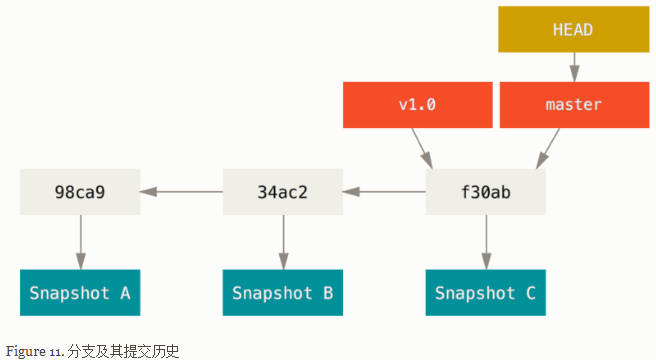 HEAD
v1.0
master
98ca9
34ac2
f30ab
Snapshot A
Snapshot B
Snapshot C
Figure 11. 分支及其提交历史